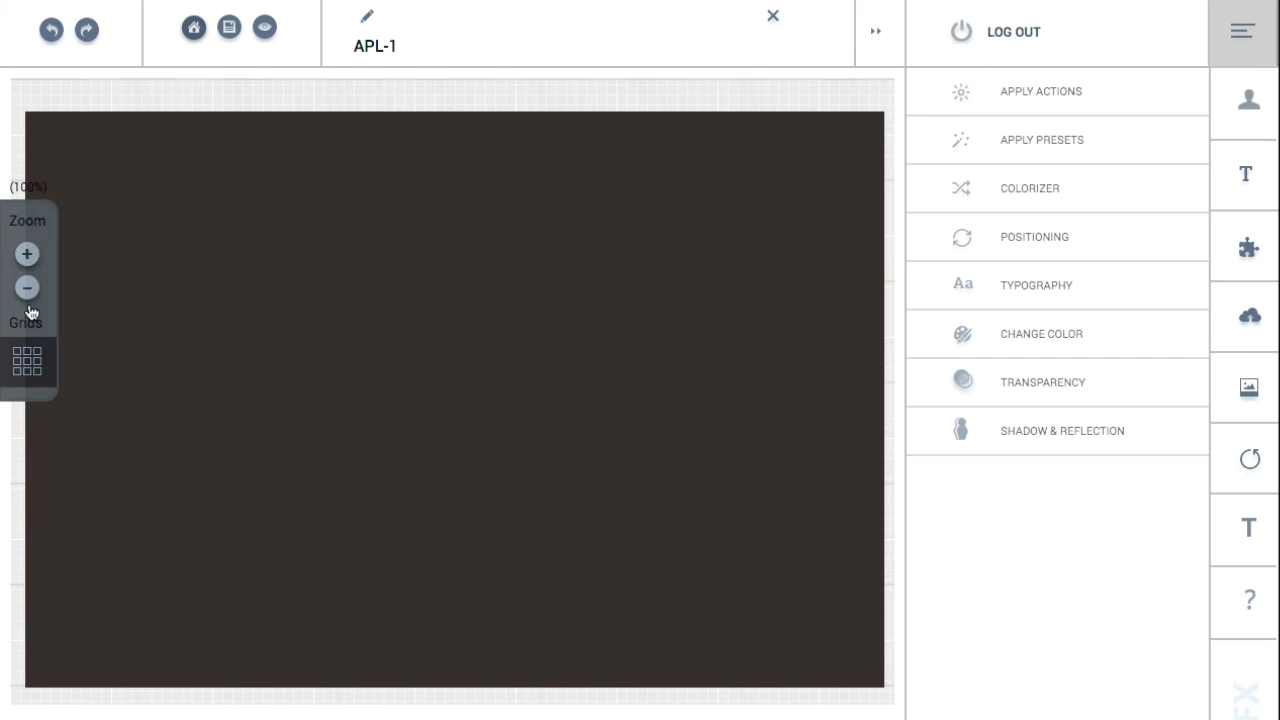 APL-1
LOG OUT
(100%)
Zoom
+
−
Grids
APPLY ACTIONS
APPLY PRESETS
COLORIZER
POSITIONING
Aa TYPOGRAPHY
CHANGE COLOR
TRANSPARENCY
SHADOW & REFLECTION
T
T
?
FX